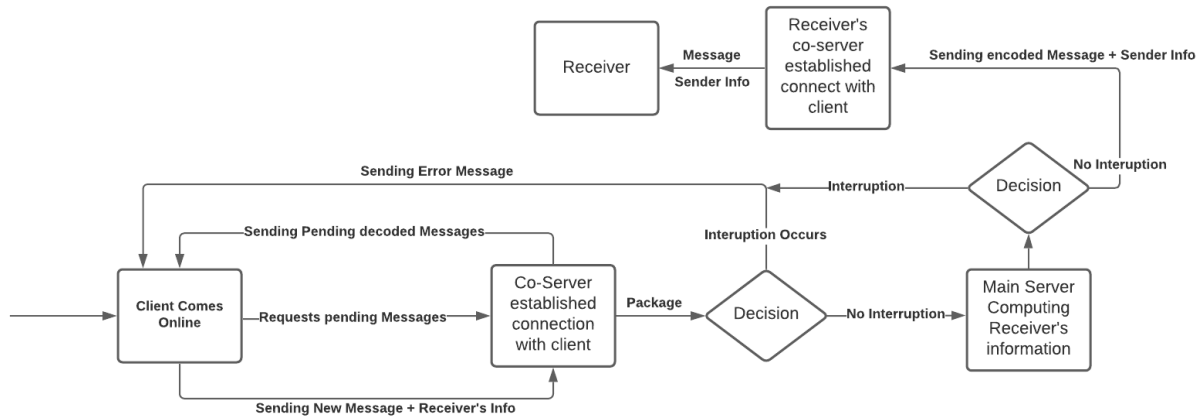 Receiver
Message
Sender Info
Receiver's
co-server
established
connect with
client
Sending encoded Message + Sender Info
Sending Error Message
Interruption
Decision
No Interuption
Sending Pending decoded Messages
Interuption Occurs
Client Comes
Online
Requests pending Messages
Co-Server
established
connection
with client
Package
Decision
No Interruption
Main Server
Computing
Receiver's
information
Sending New Message + Receiver's Info